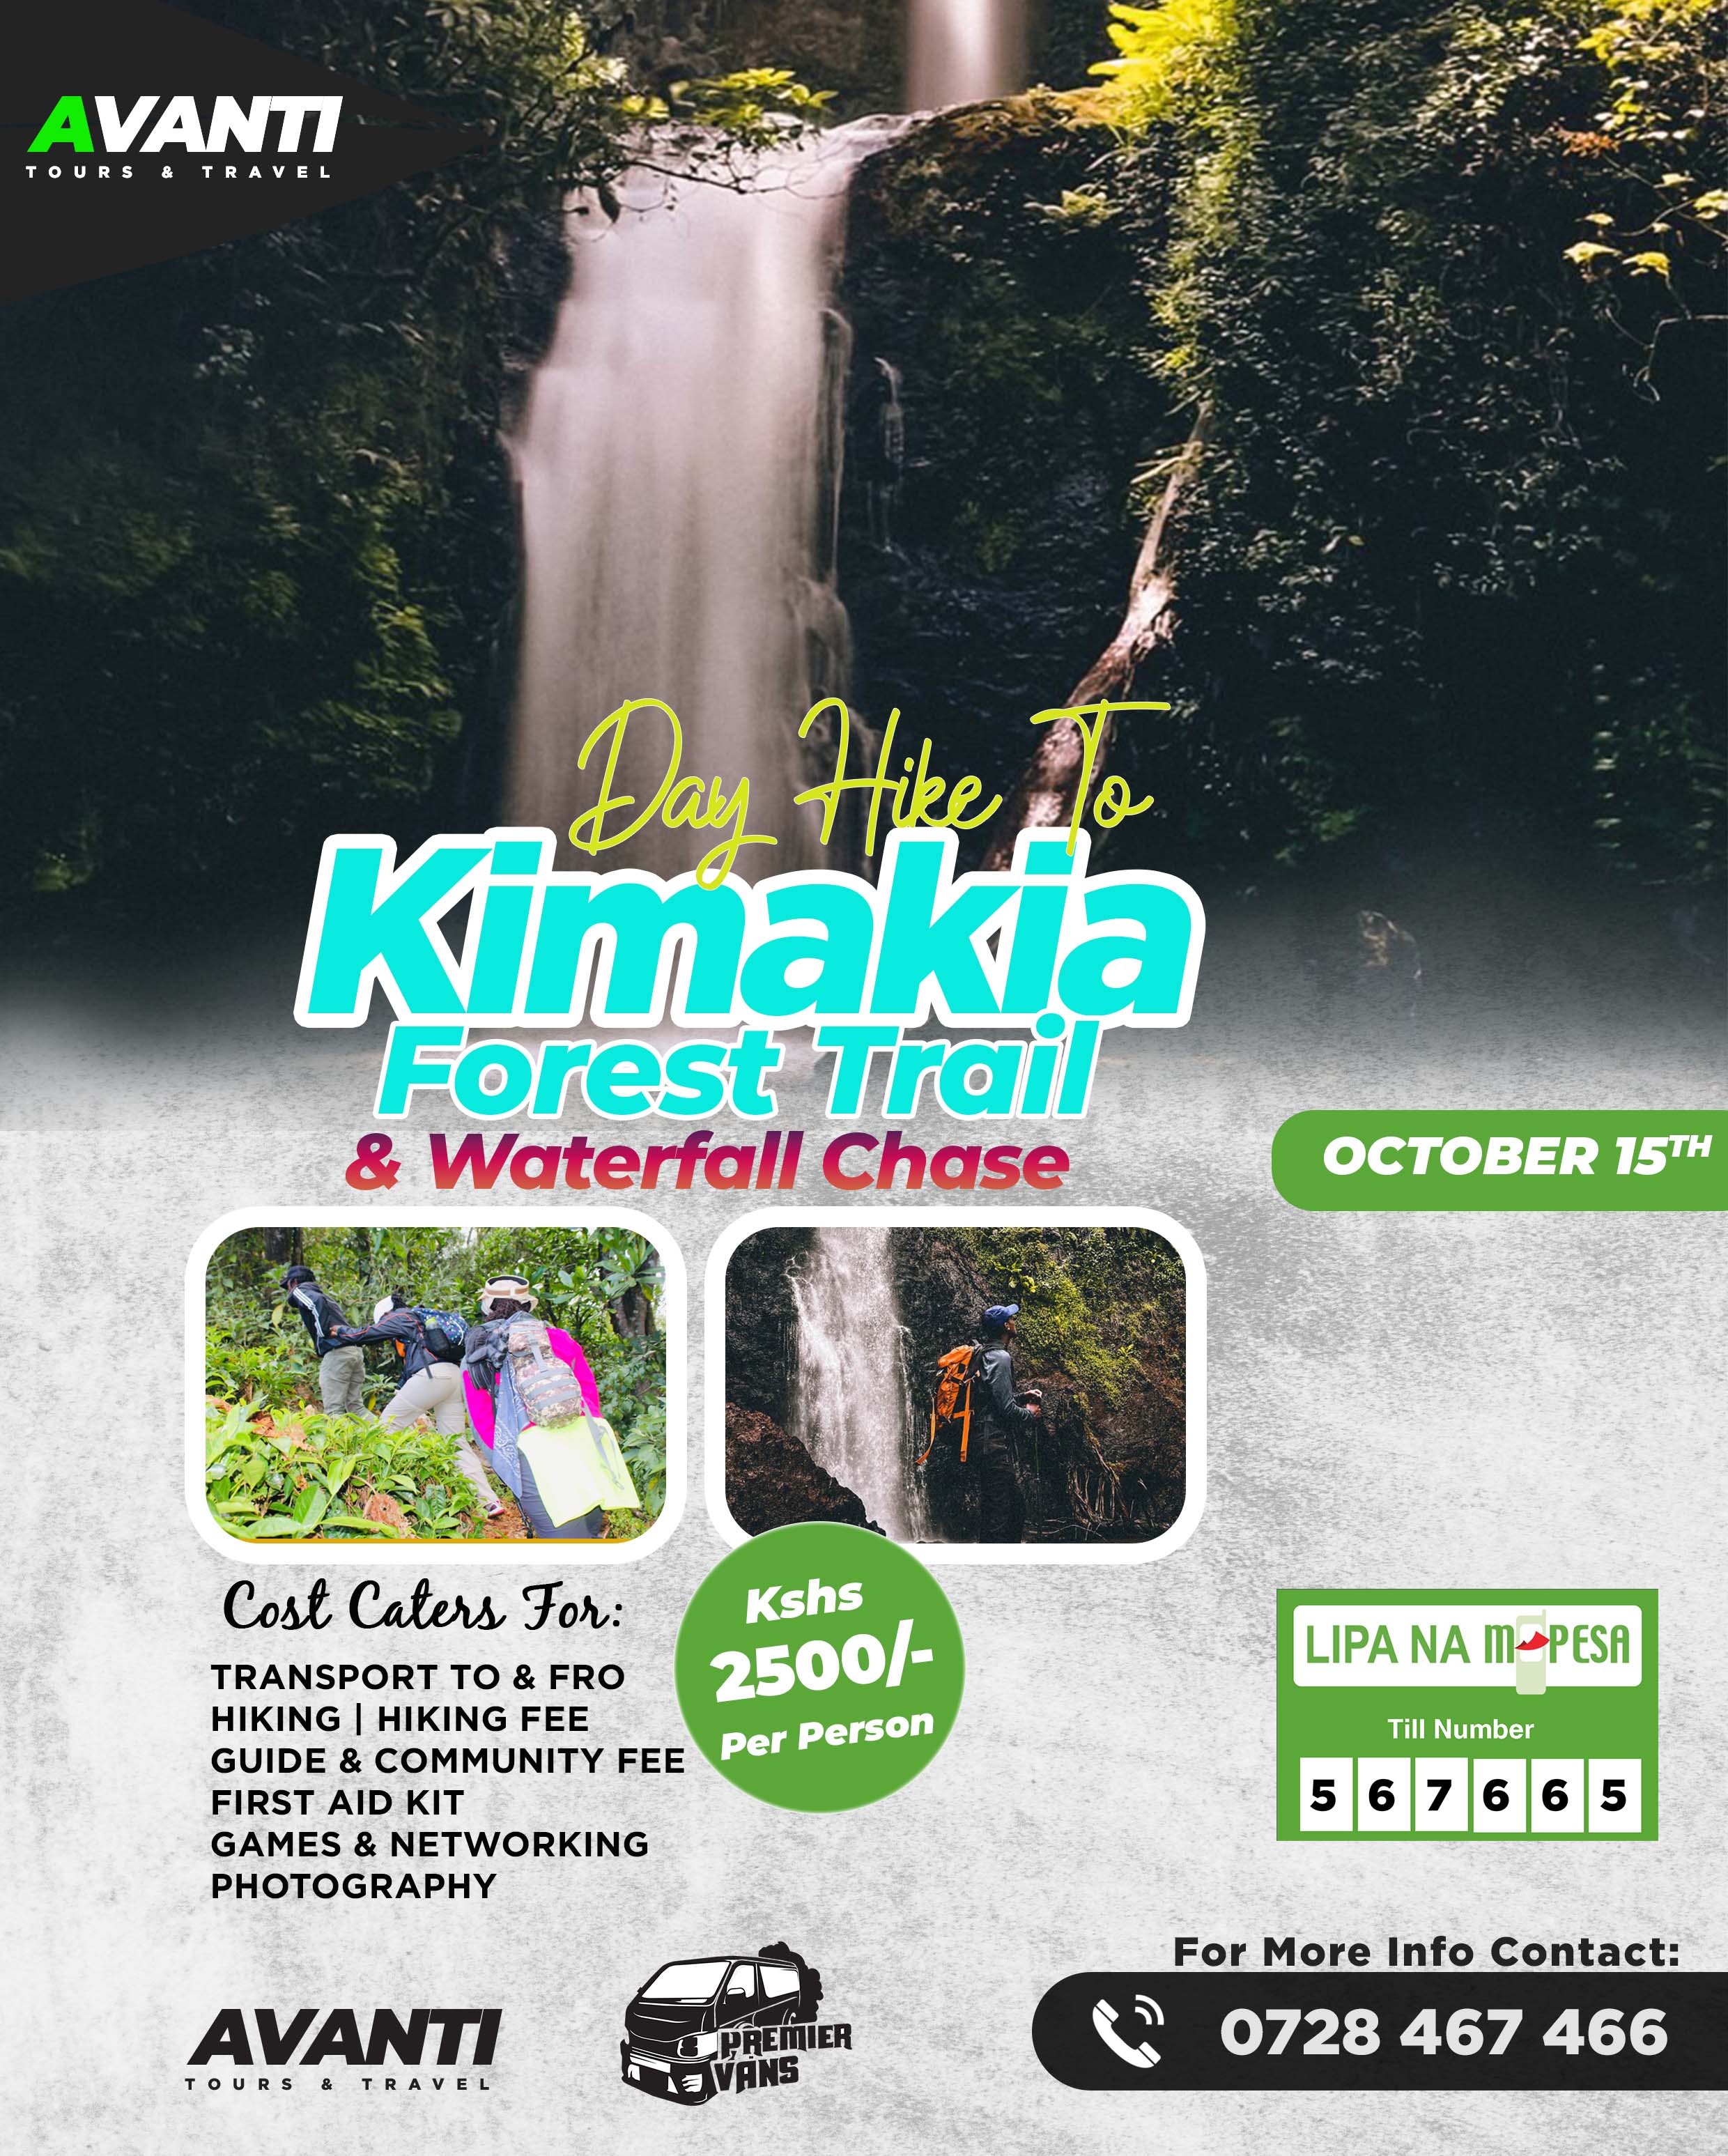 AVANTI
TOURS & TRAVEL
Day Hike To
Kimakia
Forest Trail
& Waterfall Chase
OCTOBER 15TH
Cost Caters For:
TRANSPORT TO & FRO
HIKING | HIKING FEE
GUIDE & COMMUNITY FEE
FIRST AID KIT
GAMES & NETWORKING
PHOTOGRAPHY
Kshs
2500/-
Per Person
LIPA NA M-PESA
Till Number
567665
For More Info Contact:
0728 467 466
AVANTI
TOURS & TRAVEL
PREMIER
VANS